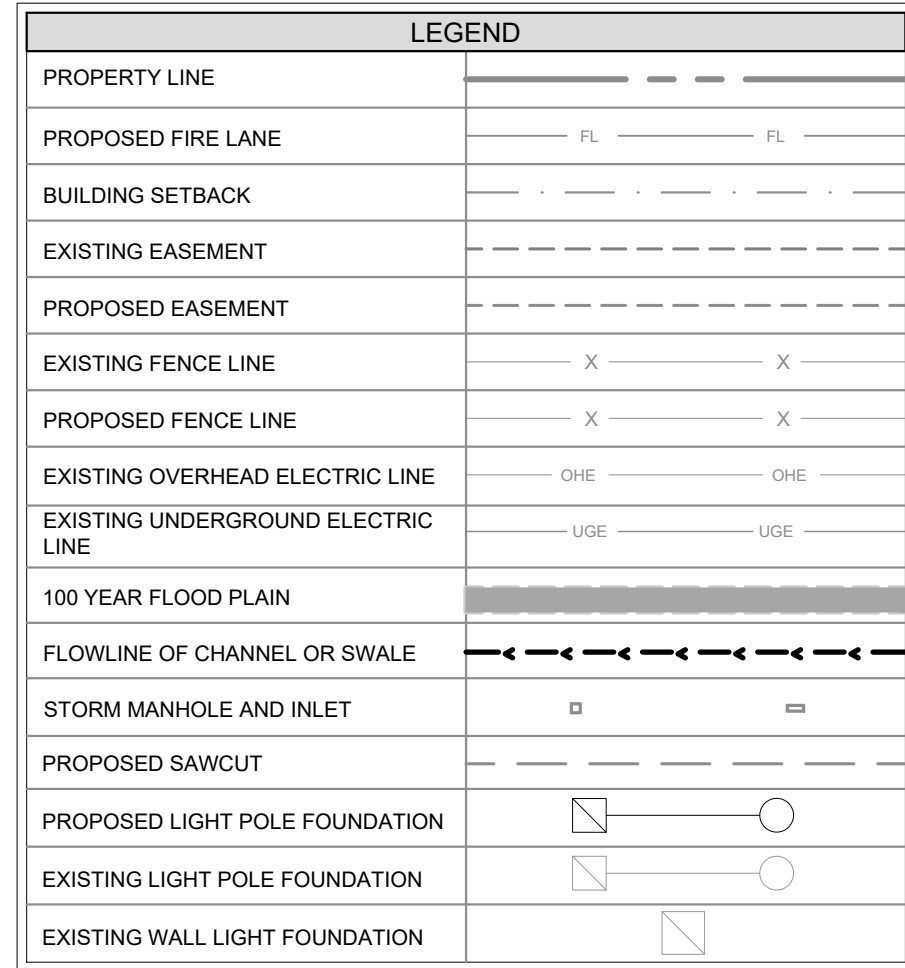 LEGEND
PROPERTY LINE
PROPOSED FIRE LANE FL FL
BUILDING SETBACK
EXISTING EASEMENT
PROPOSED EASEMENT
EXISTING FENCE LINE X X
PROPOSED FENCE LINE X X
EXISTING OVERHEAD ELECTRIC LINE OHE OHE
EXISTING UNDERGROUND ELECTRIC
LINE UGE UGE
100 YEAR FLOOD PLAIN
FLOWLINE OF CHANNEL OR SWALE
STORM MANHOLE AND INLET
PROPOSED SAWCUT
PROPOSED LIGHT POLE FOUNDATION
EXISTING LIGHT POLE FOUNDATION
EXISTING WALL LIGHT FOUNDATION